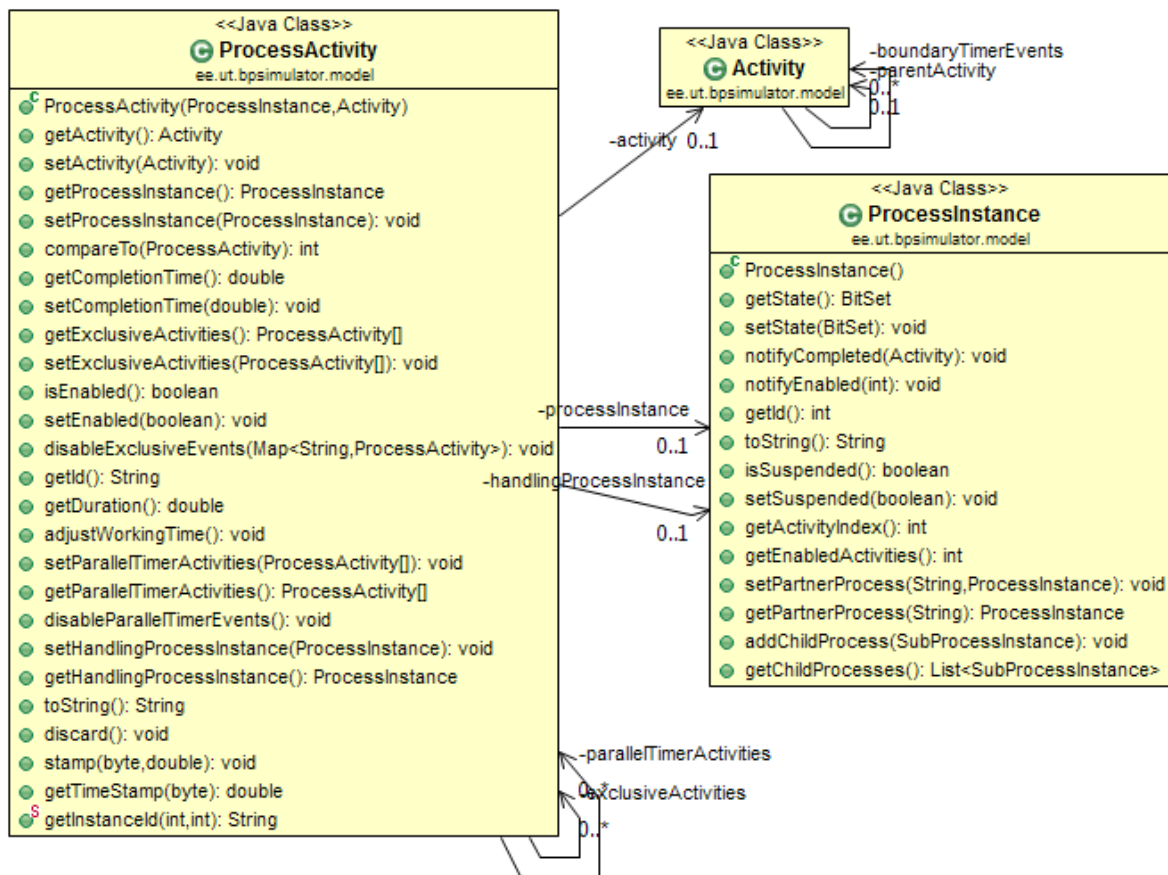 <<Java Class>>
ProcessActivity
ee.ut.bpsimulator.model
ProcessActivity(ProcessInstance,Activity)
getActivity(): Activity
setActivity(Activity): void
getProcessInstance(): ProcessInstance
setProcessInstance(ProcessInstance): void
compareTo(ProcessActivity): int
getCompletionTime(): double
setCompletionTime(double): void
getExclusiveActivities(): ProcessActivity[]
setExclusiveActivities(ProcessActivity[]): void
isEnabled(): boolean
setEnabled(boolean): void
disableExclusiveEvents(Map<String,ProcessActivity>): void
getId(): String
getDuration(): double
adjustWorkingTime(): void
setParallelTimerActivities(ProcessActivity[]): void
getParallelTimerActivities(): ProcessActivity[]
disableParallelTimerEvents(): void
setHandlingProcessInstance(ProcessInstance): void
getHandlingProcessInstance(): ProcessInstance
toString(): String
discard(): void
stamp(byte,double): void
getTimeStamp(byte): double
getInstanceId(int,int): String
<<Java Class>>
Activity
ee.ut.bpsimulator.model
-boundaryTimerEvents
-parentActivity
0..*
0..1
-activity 0..1
<<Java Class>>
ProcessInstance
ee.ut.bpsimulator.model
ProcessInstance()
getState(): BitSet
setState(BitSet): void
notifyCompleted(Activity): void
notifyEnabled(int): void
getId(): int
toString(): String
isSuspended(): boolean
setSuspended(boolean): void
getActivityIndex(): int
getEnabledActivities(): int
setPartnerProcess(String,ProcessInstance): void
getPartnerProcess(String): ProcessInstance
addChildProcess(SubProcessInstance): void
getChildProcesses(): List<SubProcessInstance>
-processInstance
0..1
-handlingProcessInstance
0..1
-parallelTimerActivities
0..*
-exclusiveActivities
0..*